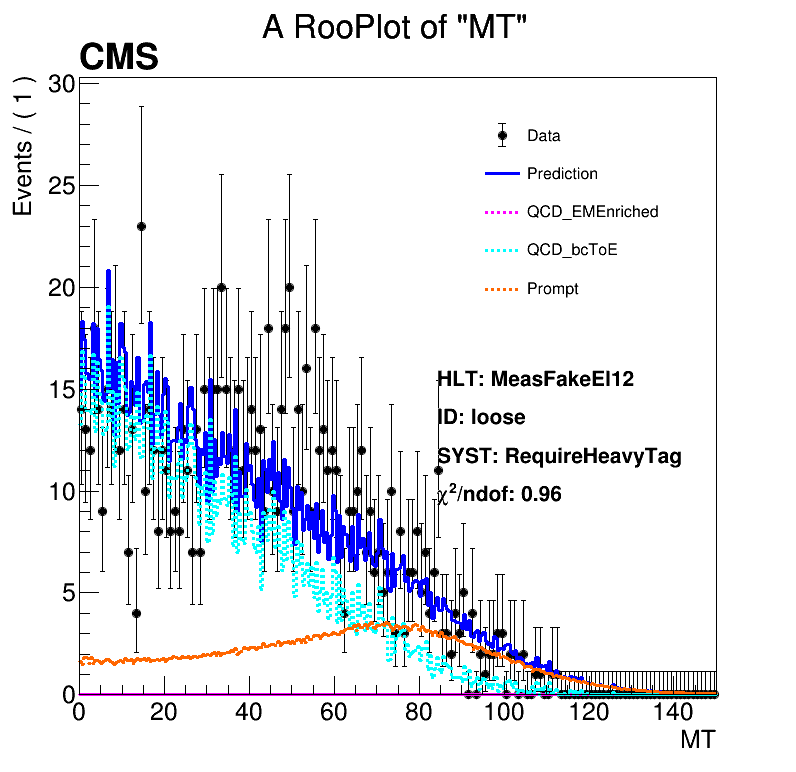 A RooPlot of "MT"
CMS
Events / ( 1 )
30
25
20
15
10
5
0
Data
Prediction
QCD_EMEnriched
QCD_bcToE
Prompt
HLT: MeasFakeEl12
ID: loose
SYST: RequireHeavyTag
χ²/ndof: 0.96
0 20 40 60 80 100 120 140
MT